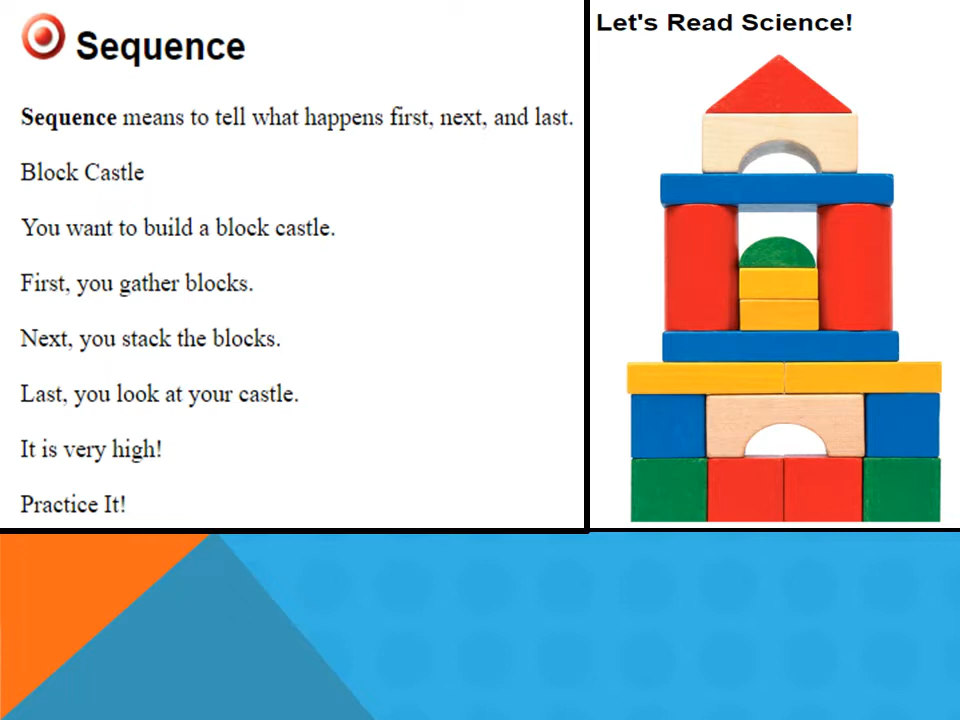 Sequence
Sequence means to tell what happens first, next, and last.
Block Castle
You want to build a block castle.
First, you gather blocks.
Next, you stack the blocks.
Last, you look at your castle.
It is very high!
Practice It!
Let's Read Science!